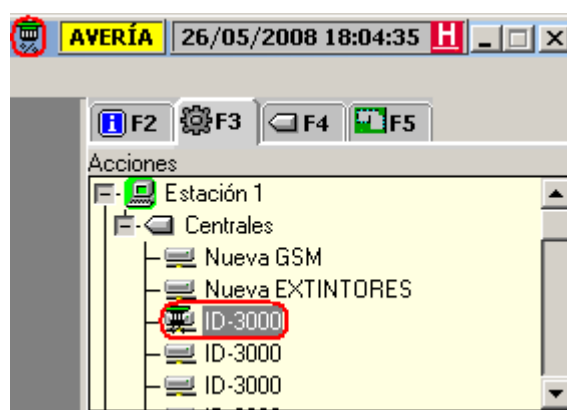 AVERÍA 26/05/2008 18:04:35 H
F2 F3 F4 F5
Acciones
Estación 1
Centrales
Nueva GSM
Nueva EXTINTORES
ID-3000
ID-3000
ID-3000